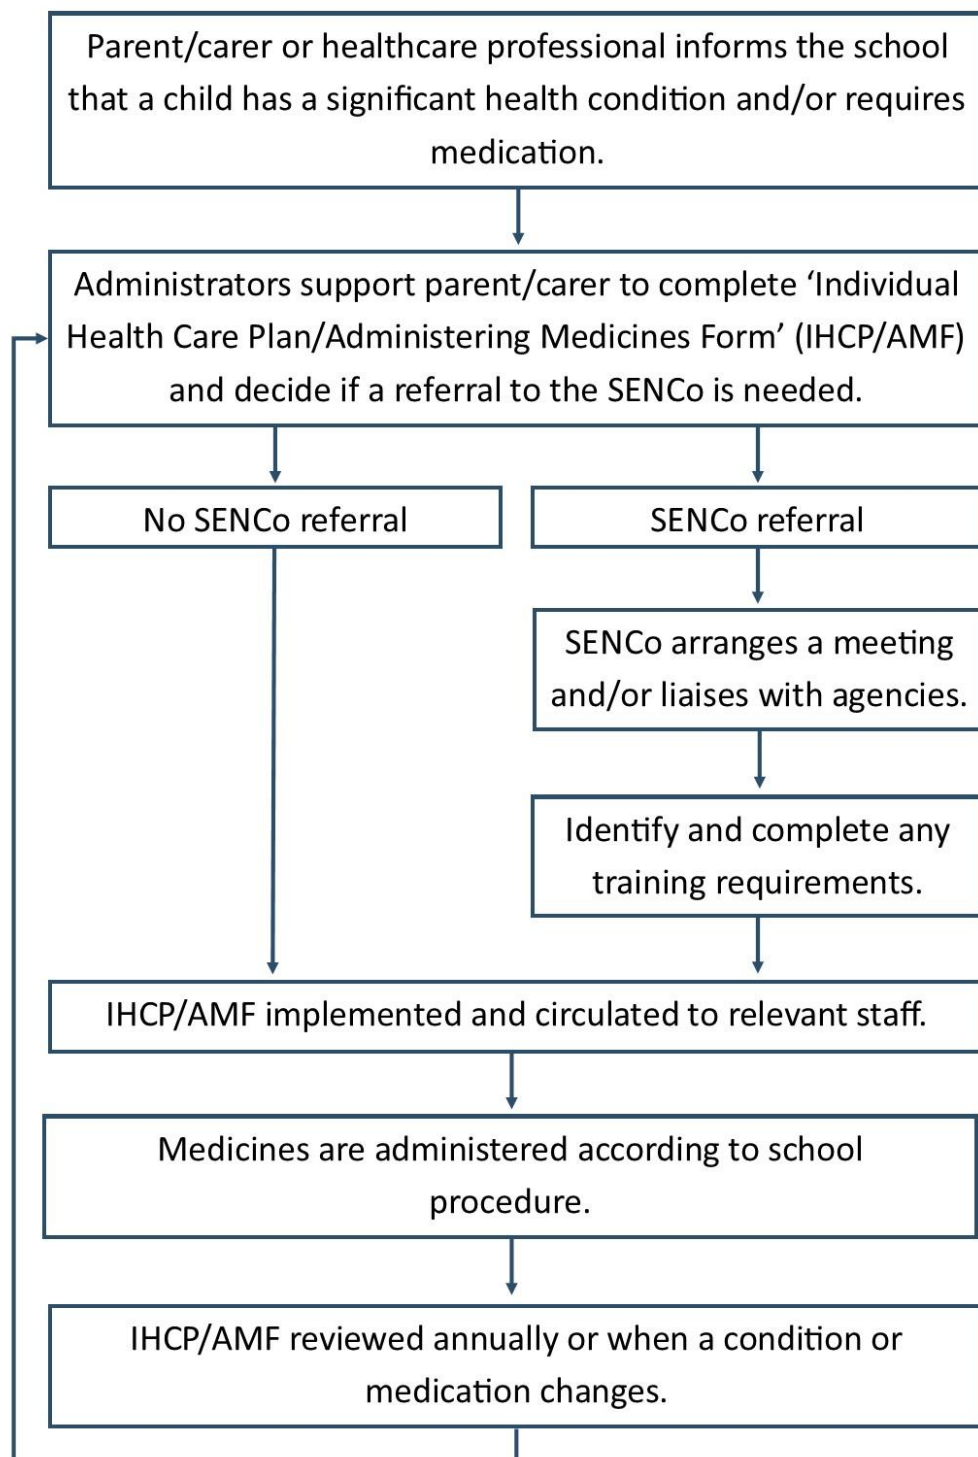 Parent/carer or healthcare professional informs the school
that a child has a significant health condition and/or requires
medication.
Administrators support parent/carer to complete ‘Individual
Health Care Plan/Administering Medicines Form’ (IHCP/AMF)
and decide if a referral to the SENCo is needed.
No SENCo referral
SENCo referral
SENCo arranges a meeting
and/or liaises with agencies.
Identify and complete any
training requirements.
IHCP/AMF implemented and circulated to relevant staff.
Medicines are administered according to school
procedure.
IHCP/AMF reviewed annually or when a condition or
medication changes.